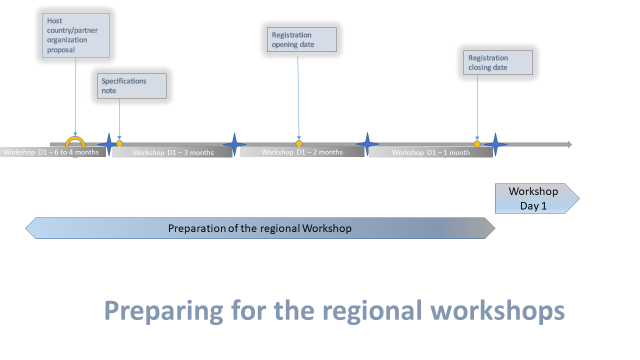 Host
country/partner
organization
proposal
Specifications
note
Registration
opening date
Registration
closing date
Workshop D1 – 6 to 4 months
Workshop D1 – 3 months
Workshop D1 – 2 months
Workshop D1 – 1 month
Workshop
Day 1
Preparation of the regional Workshop
Preparing for the regional workshops